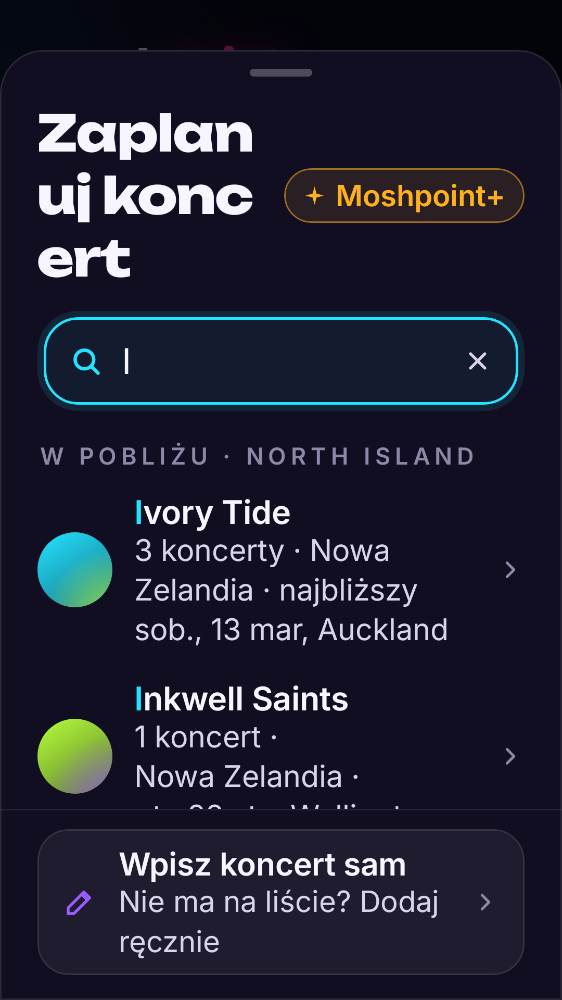 Zaplan
uj konc
ert
Moshpoint+
I
W POBLIŻU · NORTH ISLAND
Ivory Tide
3 koncerty · Nowa
Zelandia · najbliższy
sob., 13 mar, Auckland
Inkwell Saints
1 koncert ·
Nowa Zelandia ·
Wpisz koncert sam
Nie ma na liście? Dodaj
ręcznie